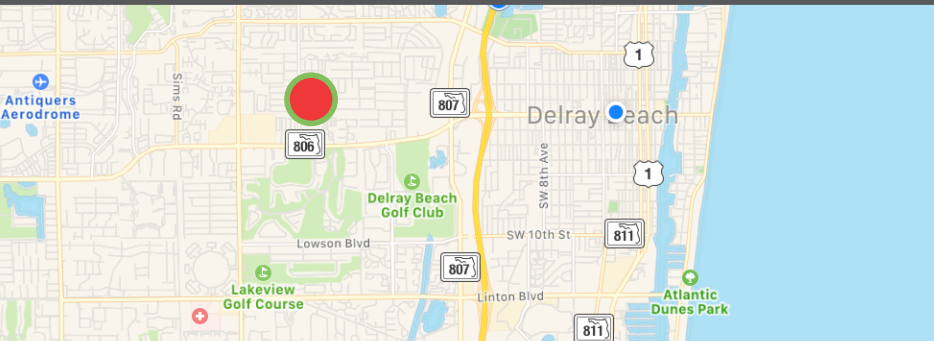 1
Antiquers
Aerodrome
Sims Rd
807
Delray Beach
806
SW 8th Ave
1
Delray Beach
Golf Club
Lowson Blvd
SW 10th St
811
807
Lakeview
Golf Course
Linton Blvd
Atlantic
Dunes Park
811